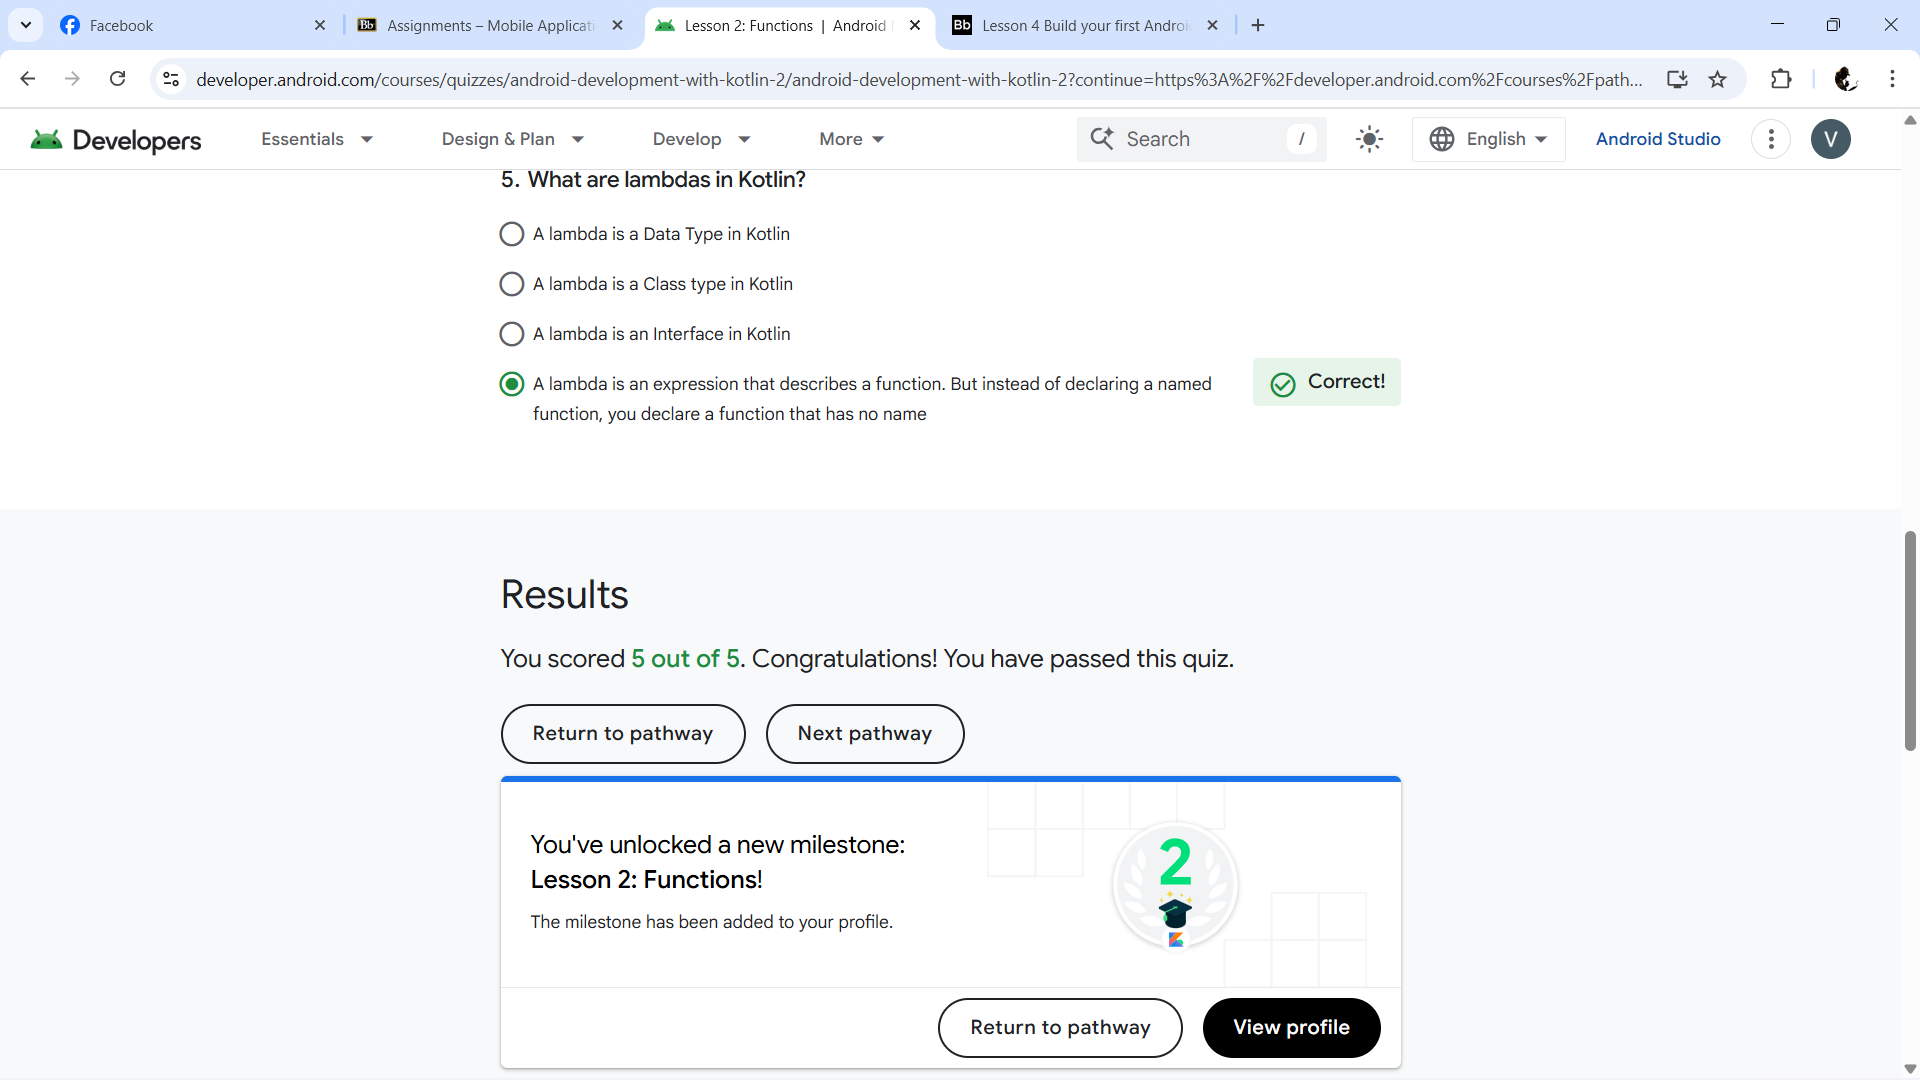 Facebook
Assignments – Mobile Applicati
Lesson 2: Functions | Android
Bb
Lesson 4 Build your first Androi
developer.android.com/courses/quizzes/android-development-with-kotlin-2/android-development-with-kotlin-2?continue=https%3A%2F%2Fdeveloper.android.com%2Fcourses%2Fpath...
Developers
Essentials
Design & Plan
Develop
More
Search
/
English
Android Studio
V
5. What are lambdas in Kotlin?
A lambda is a Data Type in Kotlin
A lambda is a Class type in Kotlin
A lambda is an Interface in Kotlin
A lambda is an expression that describes a function. But instead of declaring a named
function, you declare a function that has no name
Correct!
Results
You scored 5 out of 5. Congratulations! You have passed this quiz.
Return to pathway
Next pathway
You've unlocked a new milestone:
Lesson 2: Functions!
The milestone has been added to your profile.
2
Return to pathway
View profile